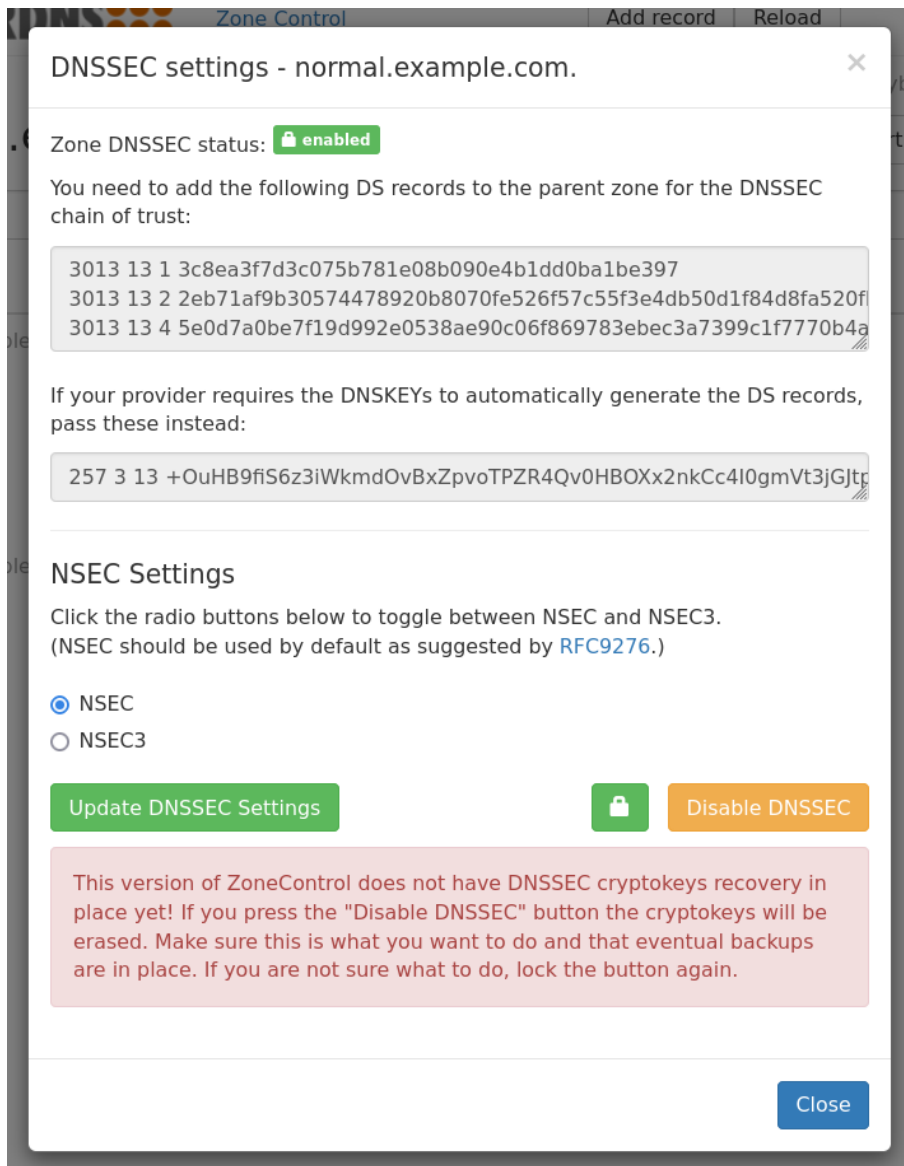 Zone Control
Add record
Reload
DNSSEC settings - normal.example.com.
×
Zone DNSSEC status: enabled
You need to add the following DS records to the parent zone for the DNSSEC
chain of trust:
3013 13 1 3c8ea3f7d3c075b781e08b090e4b1dd0ba1be397
3013 13 2 2eb71af9b30574478920b8070fe526f57c55f3e4db50d1f84d8fa520f
3013 13 4 5e0d7a0be7f19d992e0538ae90c06f869783ebec3a7399c1f7770b4a
If your provider requires the DNSKEYs to automatically generate the DS records,
pass these instead:
257 3 13 +OuHB9fiS6z3iWkmdOvBxZpvoTPZR4Qv0HBOXx2nkCc4I0gmVt3jGJtp
NSEC Settings
Click the radio buttons below to toggle between NSEC and NSEC3.
(NSEC should be used by default as suggested by RFC9276.)
NSEC
NSEC3
Update DNSSEC Settings
Disable DNSSEC
This version of ZoneControl does not have DNSSEC cryptokeys recovery in
place yet! If you press the "Disable DNSSEC" button the cryptokeys will be
erased. Make sure this is what you want to do and that eventual backups
are in place. If you are not sure what to do, lock the button again.
Close